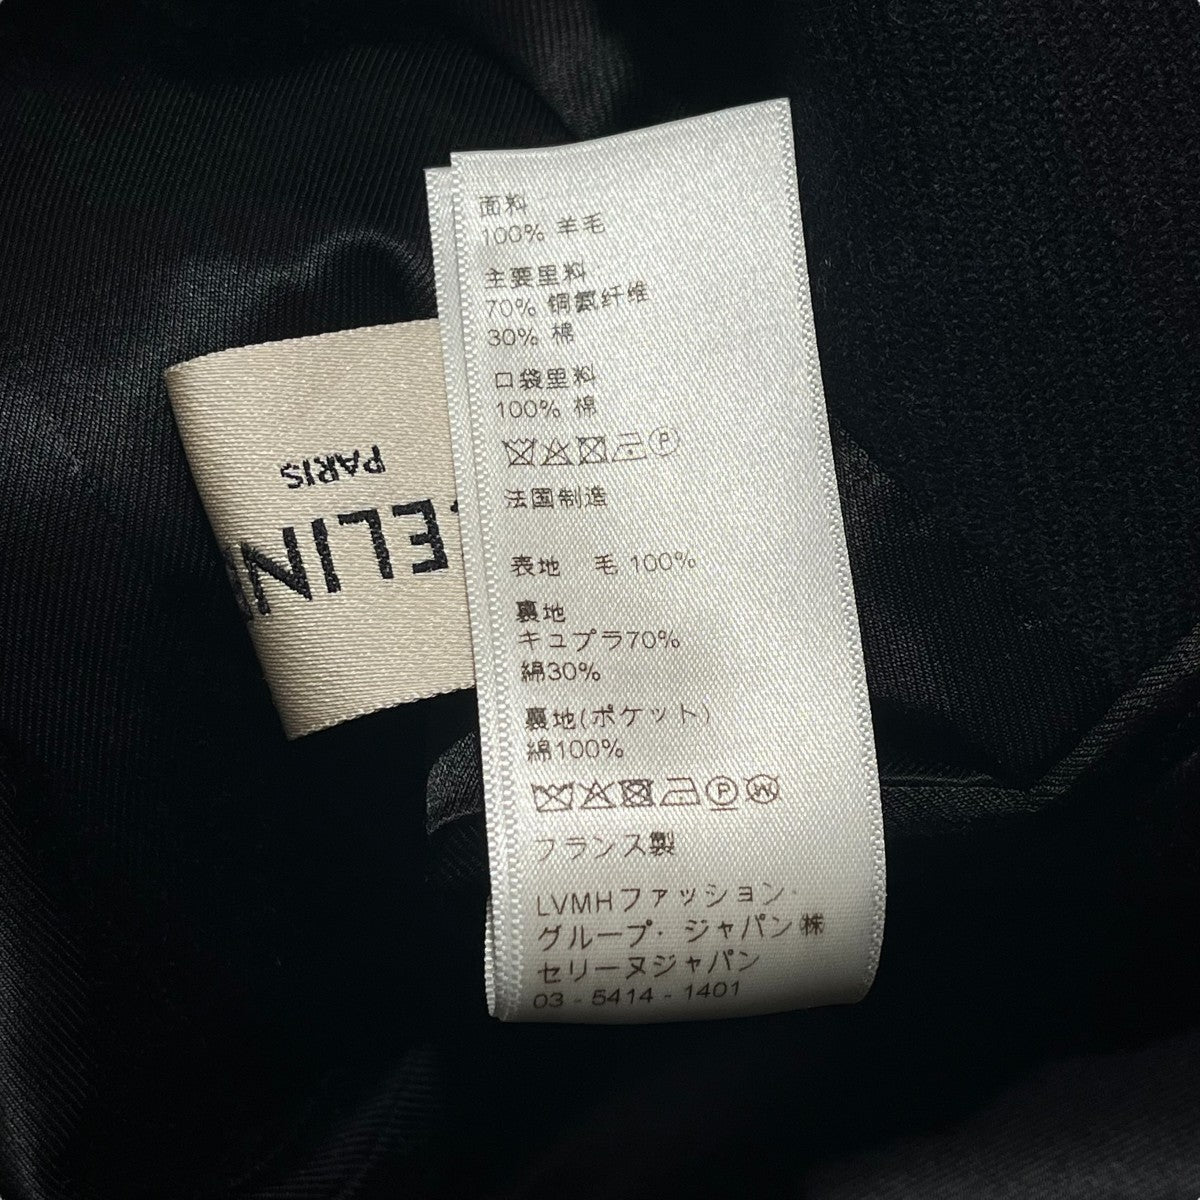 面料
100% 羊毛
主要里料
70% 铜氨纤维
30% 棉
口袋里料
100% 棉
P
法国制造
表地 毛 100%
裏地
キュプラ70%
綿30%
裏地(ポケット)
綿100%
P W
フランス製
LVMHファッション・
グループ・ジャパン㈱
セリーヌジャパン
03 - 5414 - 1401
ELIN
PARIS